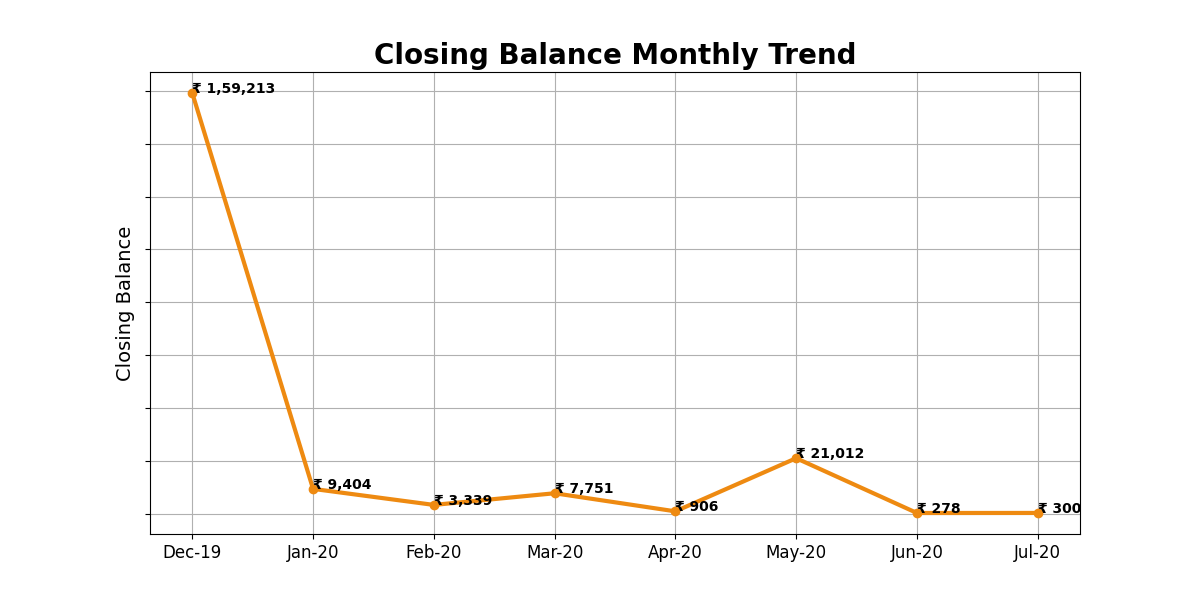 Closing Balance Monthly Trend
Closing Balance
₹ 1,59,213
₹ 9,404
₹ 3,339
₹ 7,751
₹ 906
₹ 21,012
₹ 278
₹ 300
Dec-19 Jan-20 Feb-20 Mar-20 Apr-20 May-20 Jun-20 Jul-20